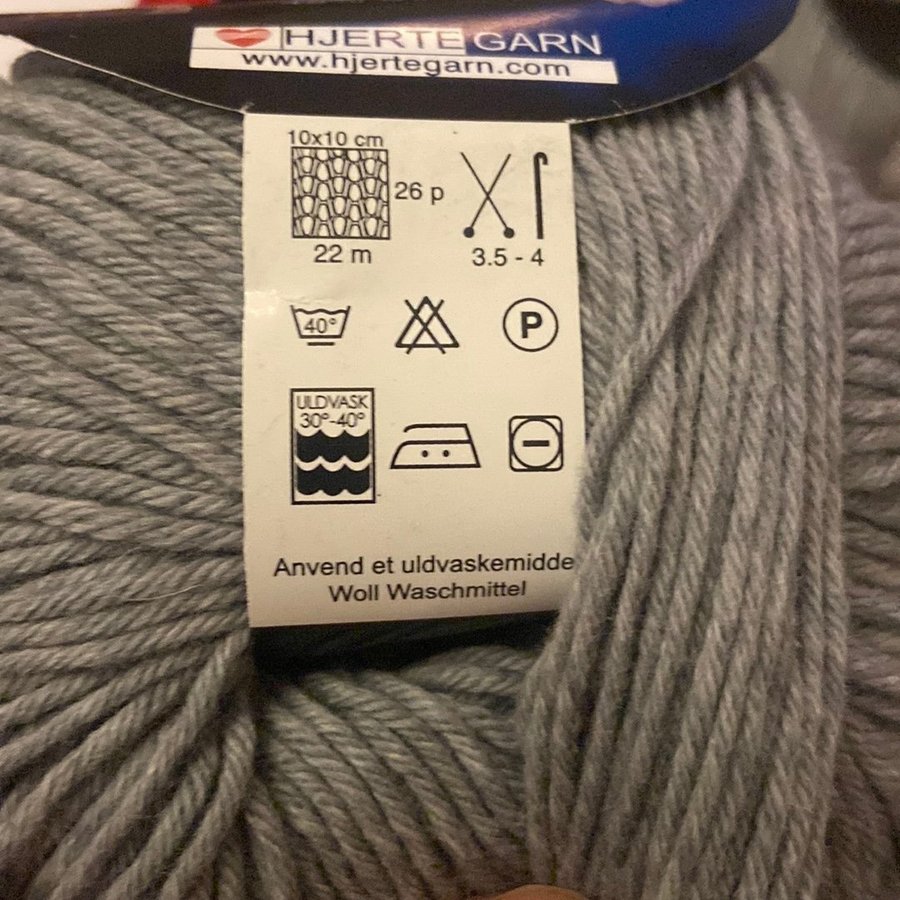 HJERTE GARN
www.hjertegarn.com
10x10 cm
26 p
22 m
3.5 - 4
40°
P
ULDVASK
30°-40°
Anvend et uldvaskemidde
Woll Waschmittel